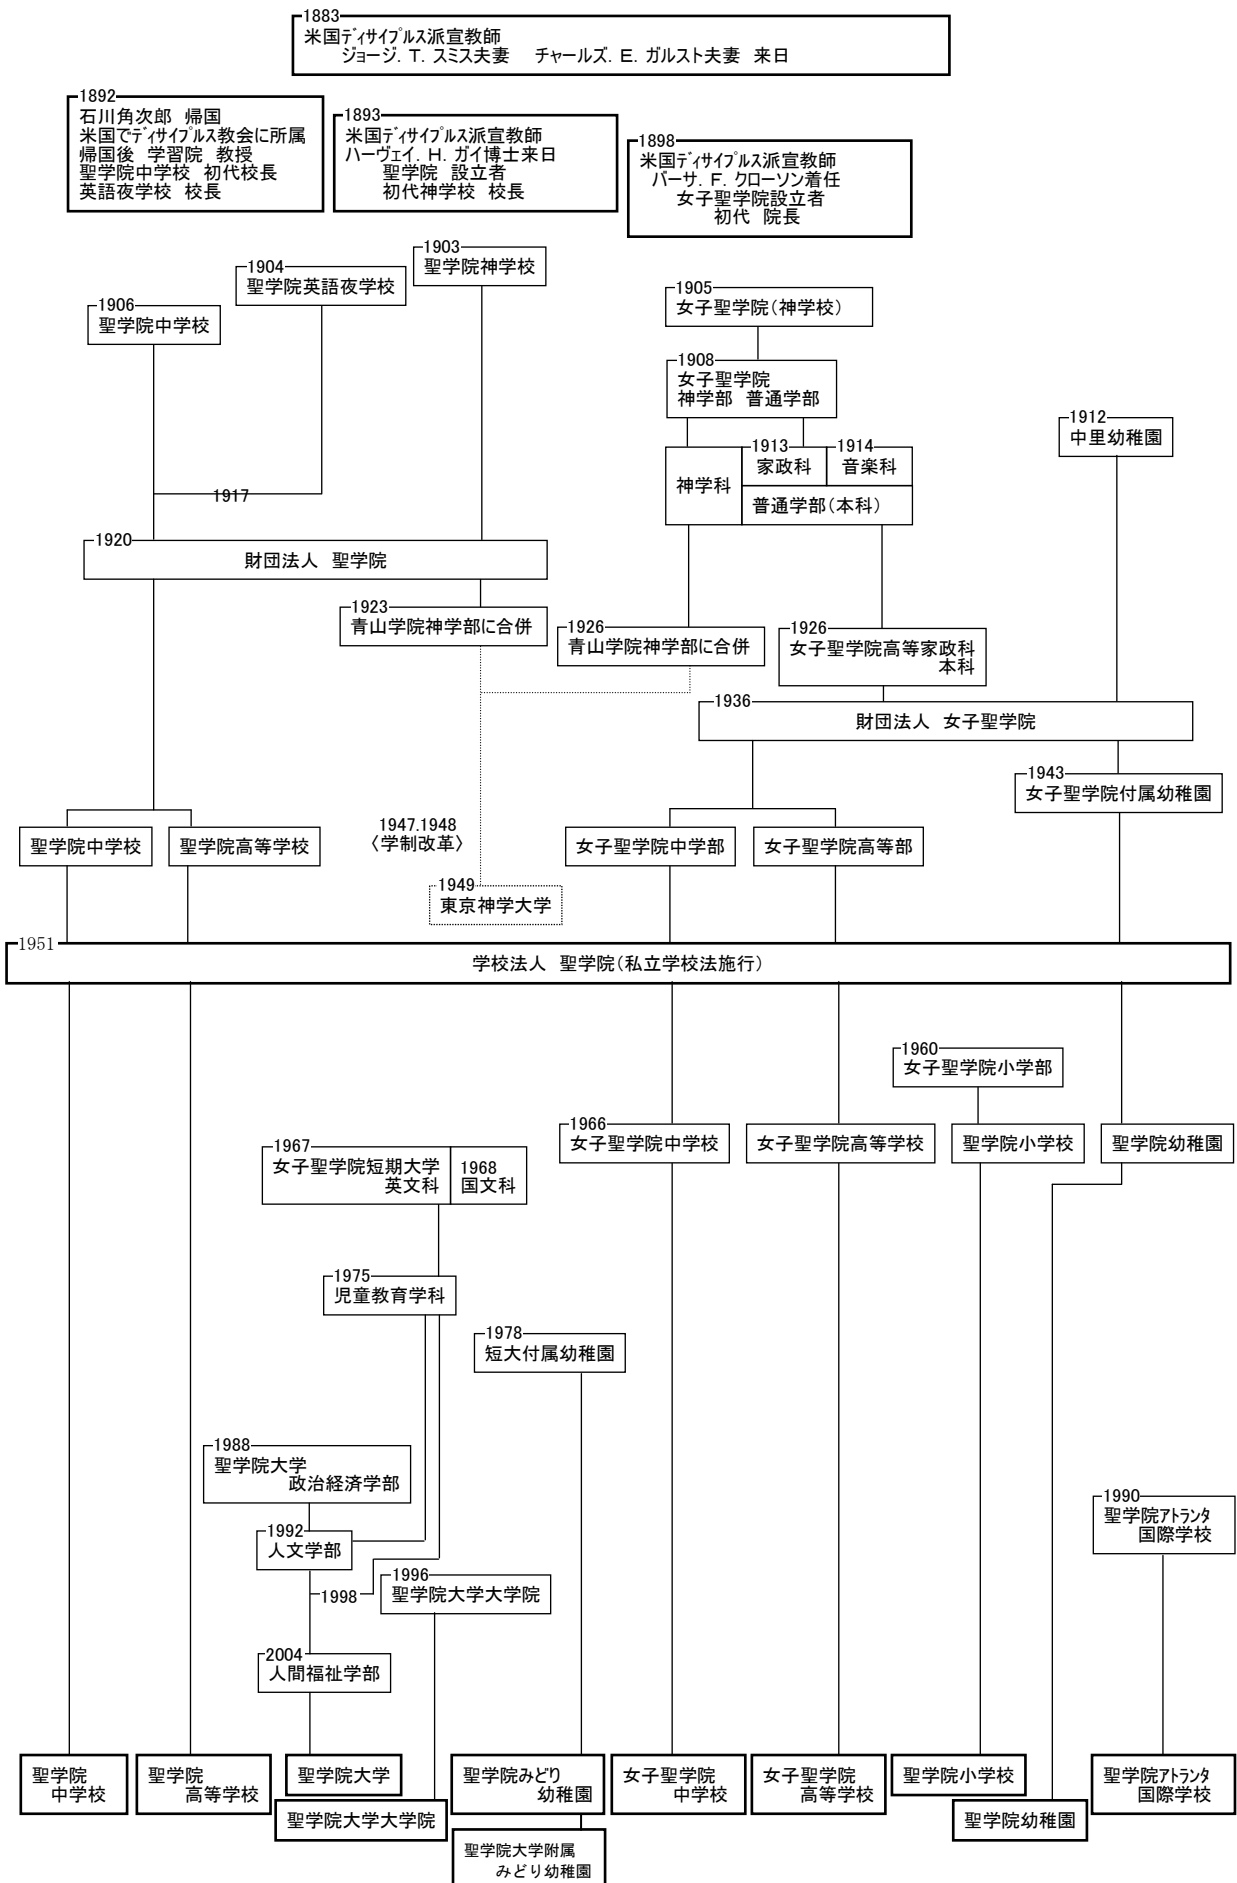 1883
米国ディサイプルス派宣教師
ジョージ. T. スミス夫妻　チャールズ. E. ガルスト夫妻 来日
1892
石川角次郎 帰国
米国でディサイプルス教会に所属
帰国後 学習院 教授
聖学院中学校 初代校長
英語夜学校 校長
1893
米国ディサイプルス派宣教師
ハーヴェイ. H. ガイ博士来日
聖学院 設立者
初代神学校 校長
1898
米国ディサイプルス派宣教師
バーサ. F. クローソン着任
女子聖学院設立者
初代 院長
1903
聖学院神学校
1904
聖学院英語夜学校
1906
聖学院中学校
1905
女子聖学院(神学校)
1908
女子聖学院
神学部 普通学部
1912
中里幼稚園
神学科
1913
家政科
1914
音楽科
普通学部(本科)
1917
1920
財団法人 聖学院
1923
青山学院神学部に合併
1926
青山学院神学部に合併
1926
女子聖学院高等家政科
本科
1936
財団法人 女子聖学院
1943
女子聖学院付属幼稚園
聖学院中学校
聖学院高等学校
1947.1948
〈学制改革〉
女子聖学院中学部
女子聖学院高等部
1949
東京神学大学
1951
学校法人 聖学院(私立学校法施行)
1960
女子聖学院小学部
1966
女子聖学院中学校
女子聖学院高等学校
聖学院小学校
聖学院幼稚園
1967
女子聖学院短期大学
英文科
1968
国文科
1975
児童教育学科
1978
短大付属幼稚園
1988
聖学院大学
政治経済学部
1990
聖学院アトランタ
国際学校
1992
人文学部
1998
1996
聖学院大学大学院
2004
人間福祉学部
聖学院
中学校
聖学院
高等学校
聖学院大学
聖学院大学大学院
聖学院みどり
幼稚園
聖学院大学附属
みどり幼稚園
女子聖学院
中学校
女子聖学院
高等学校
聖学院小学校
聖学院幼稚園
聖学院アトランタ
国際学校